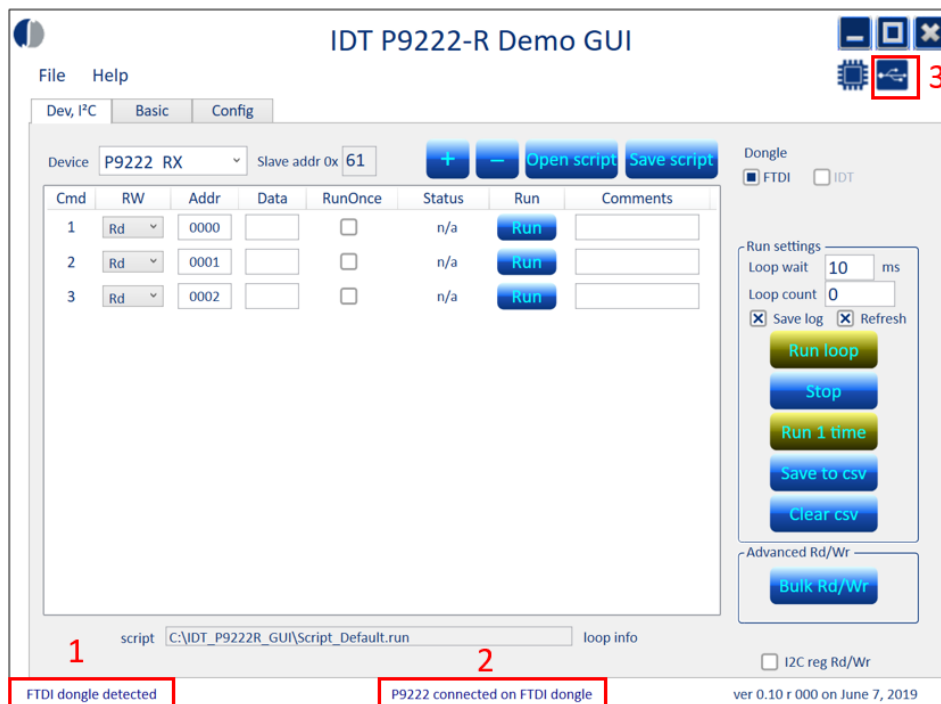 IDT P9222-R Demo GUI
File Help
3
Dev, I²C Basic Config
Device P9222 RX Slave addr 0x 61 + − Open script Save script
Dongle
FTDI IDT
Cmd RW Addr Data RunOnce Status Run Comments
1 Rd 0000 n/a Run
2 Rd 0001 n/a Run
3 Rd 0002 n/a Run
Run settings
Loop wait 10 ms
Loop count 0
Save log Refresh
Run loop
Stop
Run 1 time
Save to csv
Clear csv
Advanced Rd/Wr
Bulk Rd/Wr
script C:\IDT_P9222R_GUI\Script_Default.run loop info
I2C reg Rd/Wr
1
2
FTDI dongle detected P9222 connected on FTDI dongle ver 0.10 r 000 on June 7, 2019